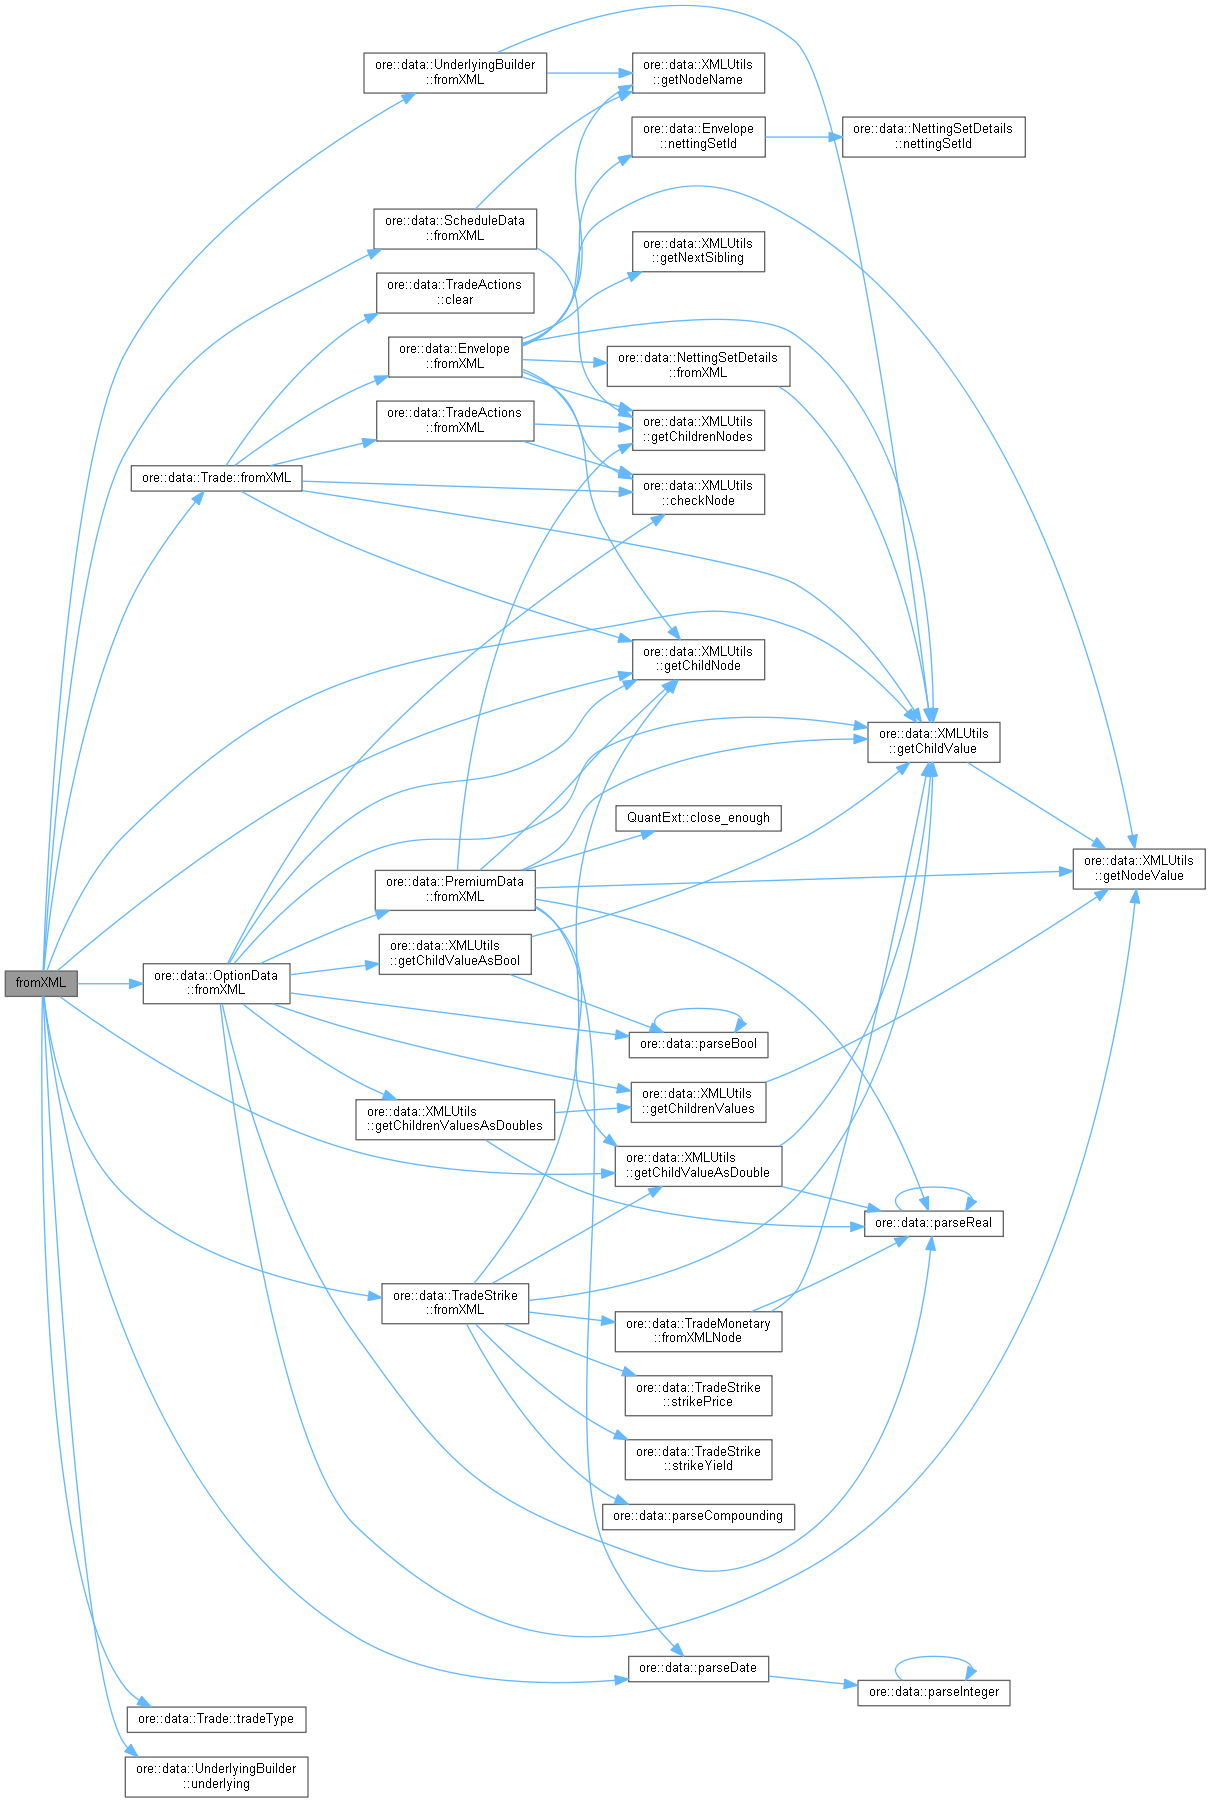 ore::data::UnderlyingBuilder
::fromXML
ore::data::XMLUtils
::getNodeName
ore::data::Envelope
::nettingSetId
ore::data::NettingSetDetails
::nettingSetId
ore::data::ScheduleData
::fromXML
ore::data::XMLUtils
::getNextSibling
ore::data::TradeActions
::clear
ore::data::Envelope
::fromXML
ore::data::NettingSetDetails
::fromXML
ore::data::TradeActions
::fromXML
ore::data::XMLUtils
::getChildrenNodes
ore::data::Trade::fromXML
ore::data::XMLUtils
::checkNode
ore::data::XMLUtils
::getChildNode
ore::data::XMLUtils
::getChildValue
QuantExt::close_enough
ore::data::PremiumData
::fromXML
ore::data::XMLUtils
::getNodeValue
ore::data::XMLUtils
::getChildValueAsBool
fromXML
ore::data::OptionData
::fromXML
ore::data::parseBool
ore::data::XMLUtils
::getChildrenValues
ore::data::XMLUtils
::getChildrenValuesAsDoubles
ore::data::XMLUtils
::getChildValueAsDouble
ore::data::parseReal
ore::data::TradeStrike
::fromXML
ore::data::TradeMonetary
::fromXMLNode
ore::data::TradeStrike
::strikePrice
ore::data::TradeStrike
::strikeYield
ore::data::parseCompounding
ore::data::parseDate
ore::data::parseInteger
ore::data::Trade::tradeType
ore::data::UnderlyingBuilder
::underlying